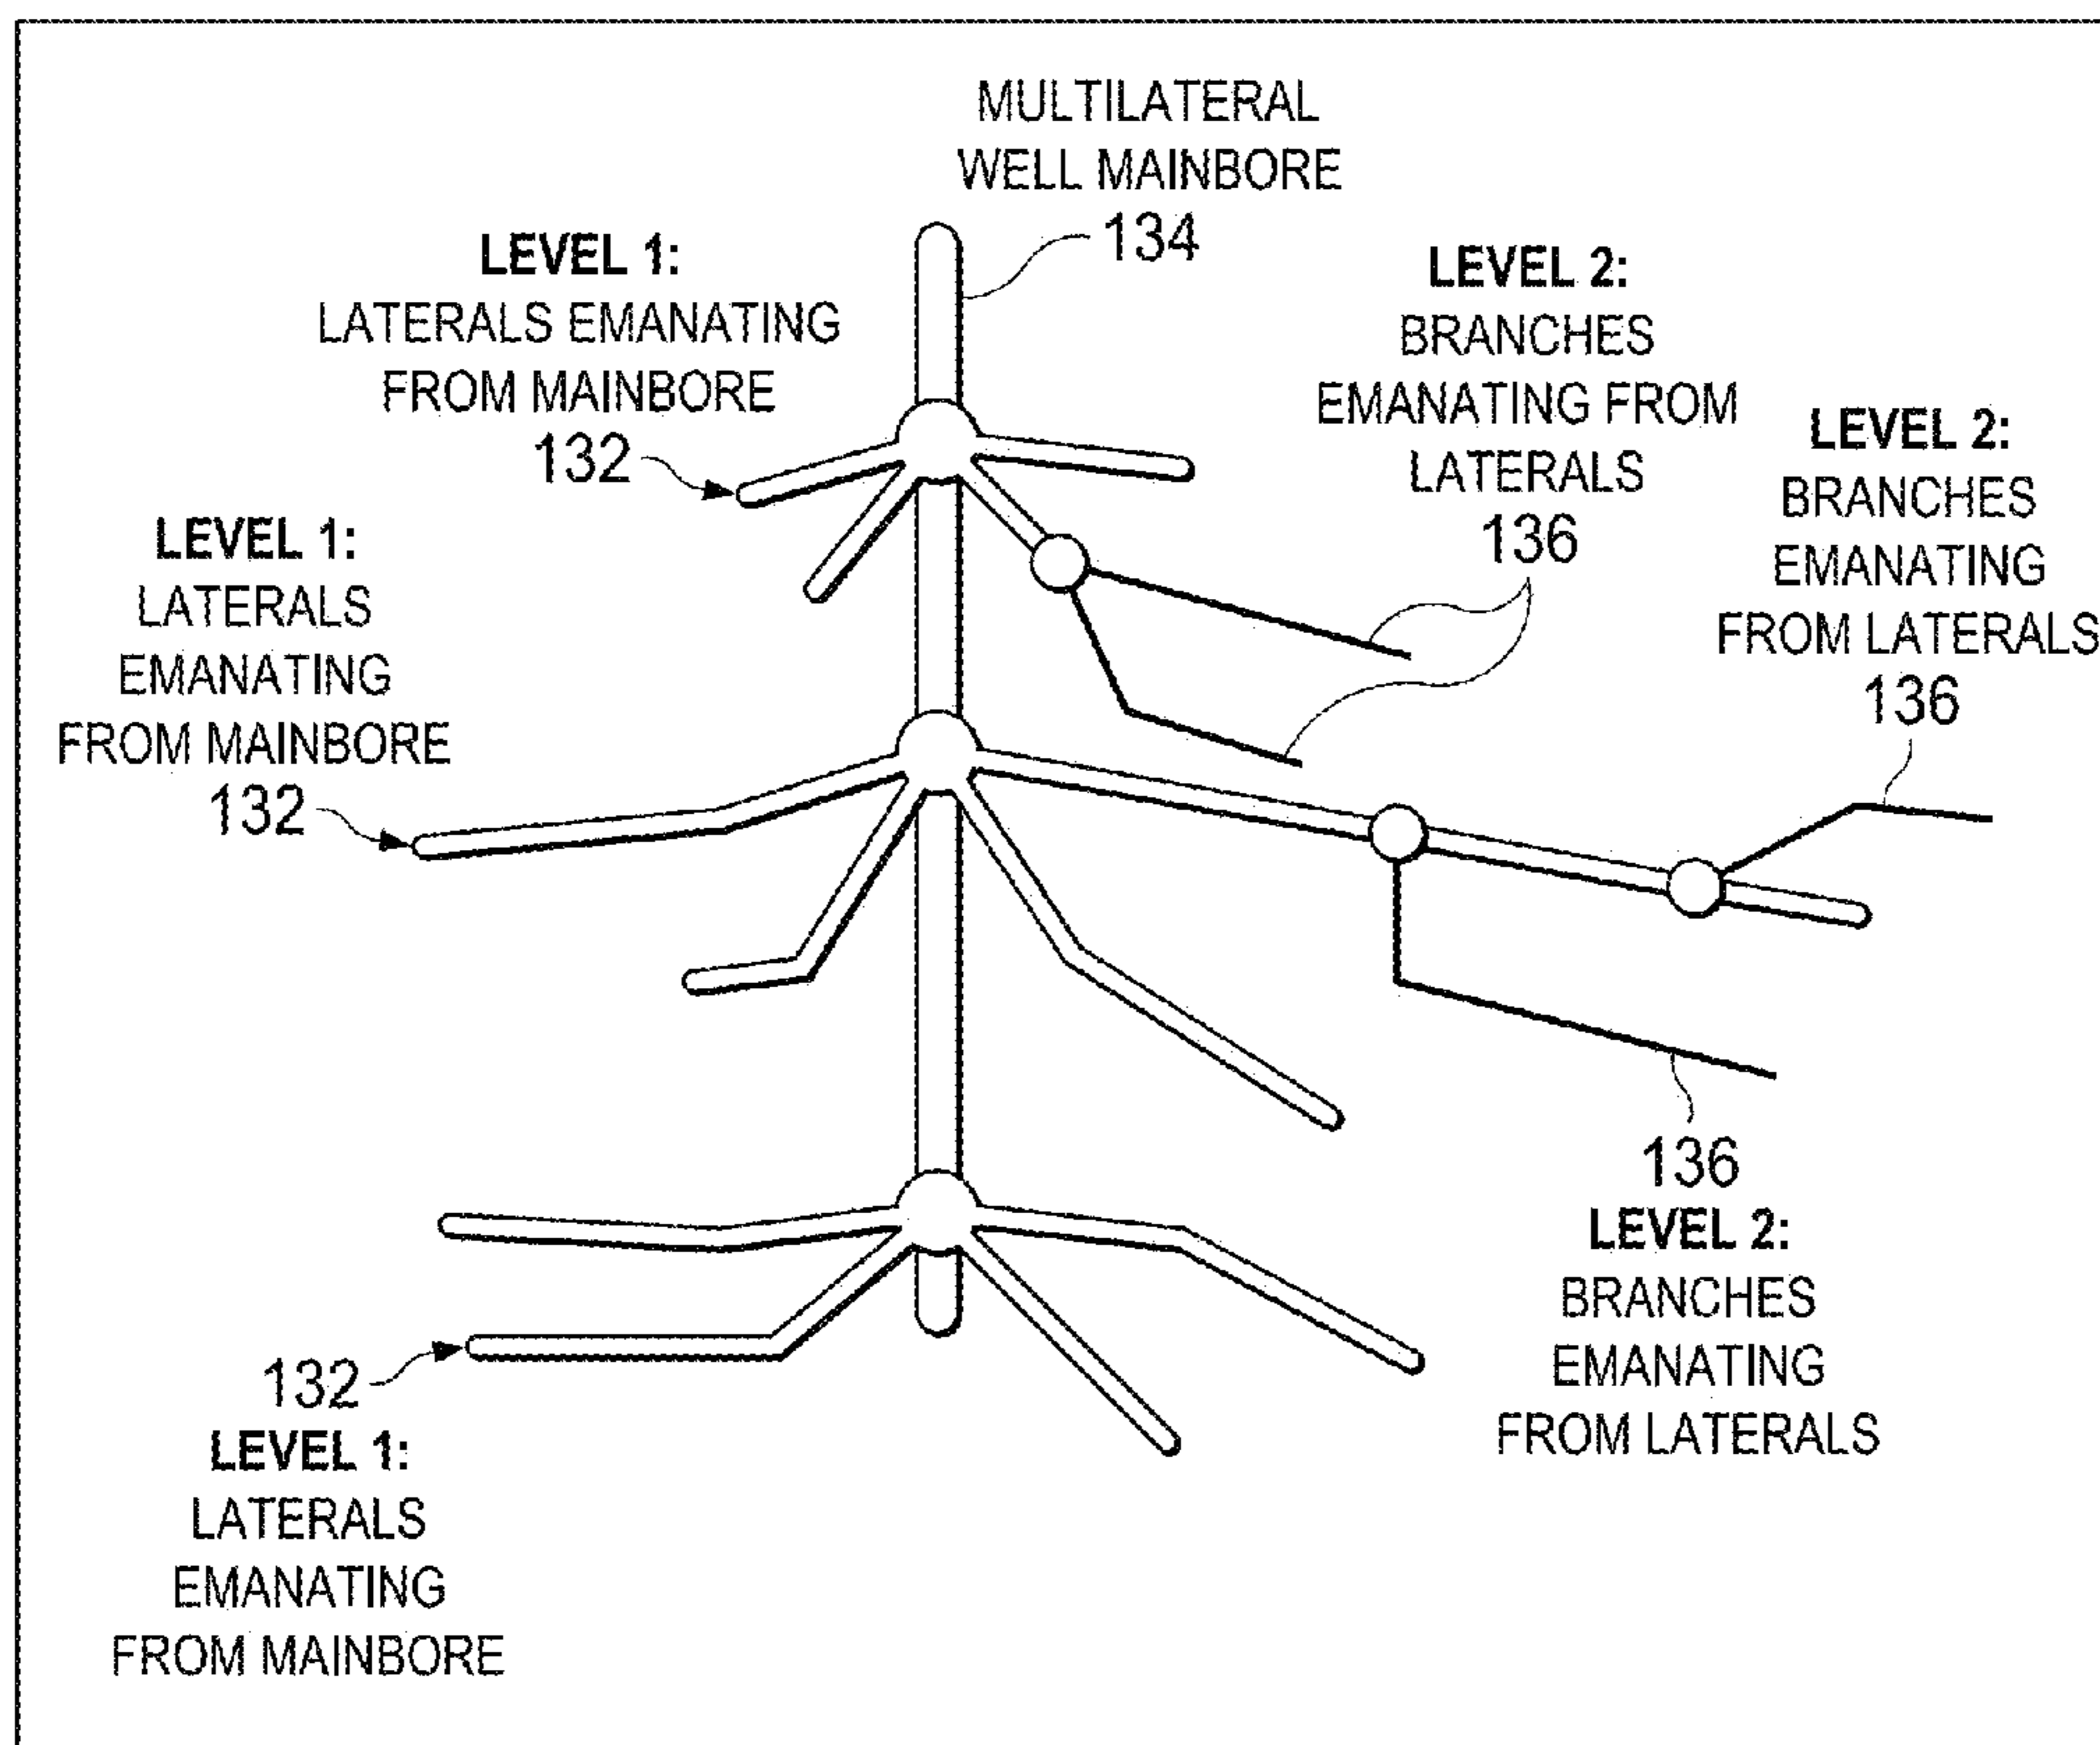 MULTILATERAL
WELL MAINBORE
134
LEVEL 1:
LATERALS EMANATING
FROM MAINBORE
132
LEVEL 2:
BRANCHES
EMANATING FROM
LATERALS
136
LEVEL 2:
BRANCHES
EMANATING
FROM LATERALS
136
LEVEL 1:
LATERALS
EMANATING
FROM MAINBORE
132
136
LEVEL 2:
BRANCHES
EMANATING
FROM LATERALS
132
LEVEL 1:
LATERALS
EMANATING
FROM MAINBORE